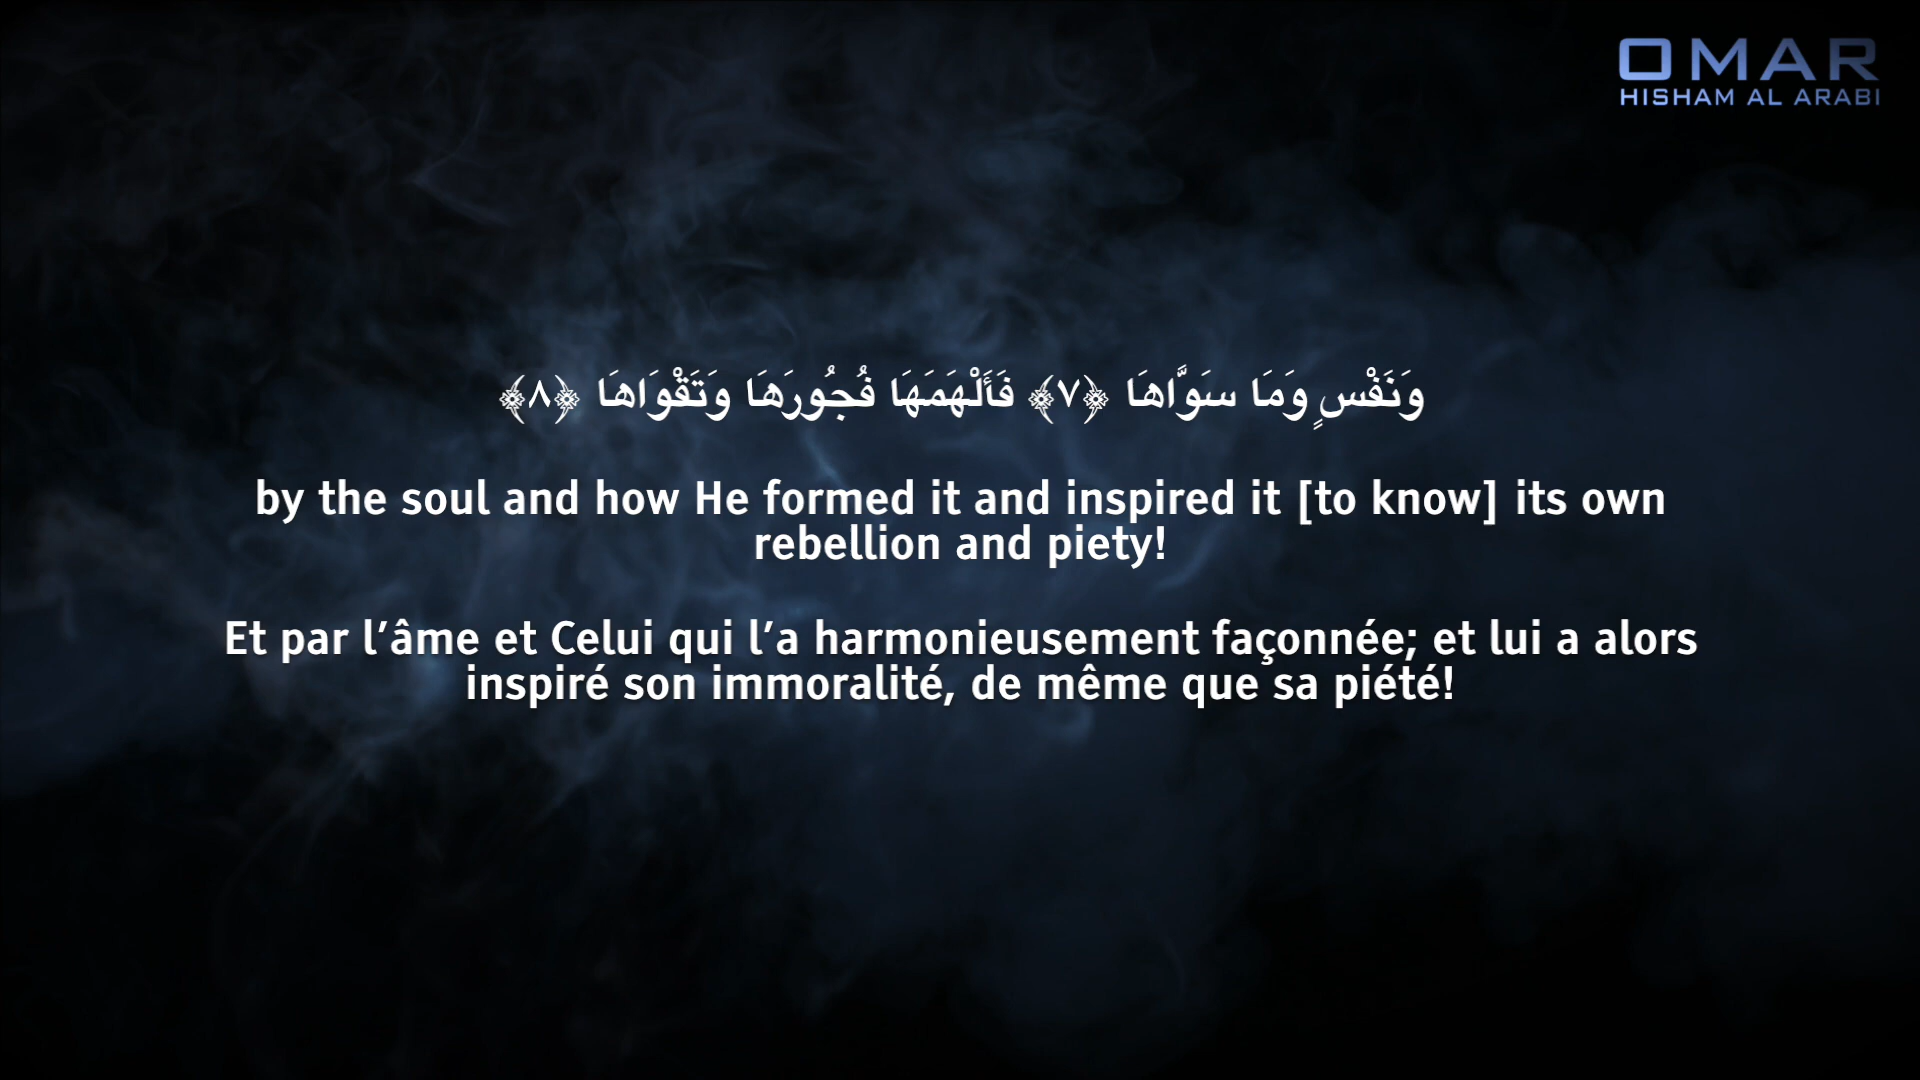 OMAR
HISHAM AL ARABI
وَنَفْسٍ وَمَا سَوَّاهَا ﴿٧﴾ فَأَلْهَمَهَا فُجُورَهَا وَتَقْوَاهَا ﴿٨﴾
by the soul and how He formed it and inspired it [to know] its own
rebellion and piety!
Et par l’âme et Celui qui l’a harmonieusement façonnée; et lui a alors
inspiré son immoralité, de même que sa piété!